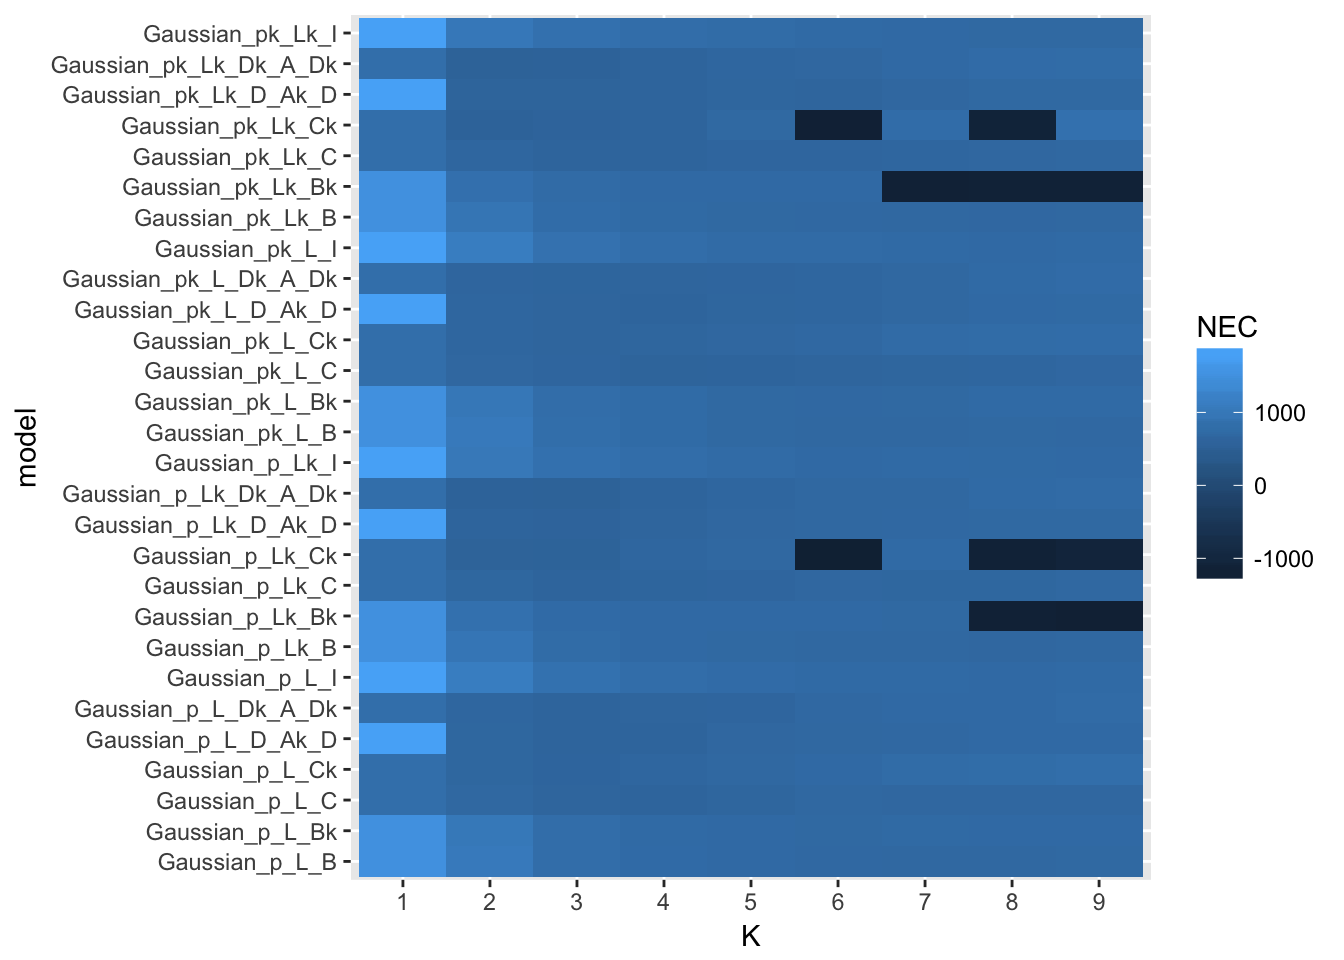 Gaussian_pk_Lk_I
Gaussian_pk_Lk_Dk_A_Dk
Gaussian_pk_Lk_D_Ak_D
Gaussian_pk_Lk_Ck
Gaussian_pk_Lk_C
Gaussian_pk_Lk_Bk
Gaussian_pk_Lk_B
Gaussian_pk_L_I
Gaussian_pk_L_Dk_A_Dk
Gaussian_pk_L_D_Ak_D
Gaussian_pk_L_Ck
Gaussian_pk_L_C
Gaussian_pk_L_Bk
Gaussian_pk_L_B
Gaussian_p_Lk_I
Gaussian_p_Lk_Dk_A_Dk
Gaussian_p_Lk_D_Ak_D
Gaussian_p_Lk_Ck
Gaussian_p_Lk_C
Gaussian_p_Lk_Bk
Gaussian_p_Lk_B
Gaussian_p_L_I
Gaussian_p_L_Dk_A_Dk
Gaussian_p_L_D_Ak_D
Gaussian_p_L_Ck
Gaussian_p_L_C
Gaussian_p_L_Bk
Gaussian_p_L_B
model
1 2 3 4 5 6 7 8 9
K
NEC
1000
0
-1000